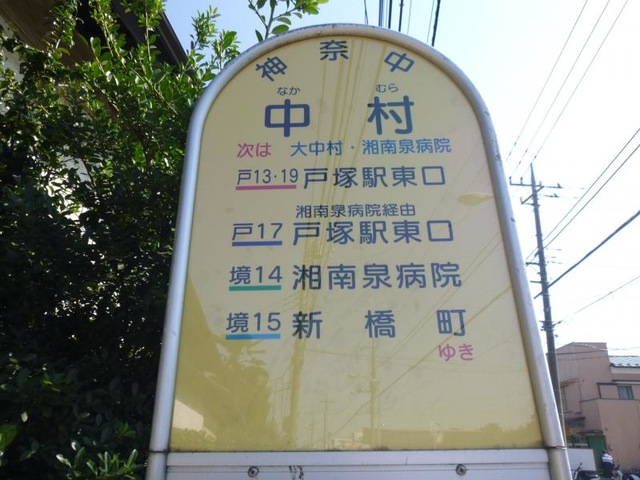 神奈中
なか むら
中村
次は 大中村・湘南泉病院
戸13・19 戸塚駅東口
湘南泉病院経由
戸17 戸塚駅東口
境14 湘南泉病院
境15 新橋町
ゆき